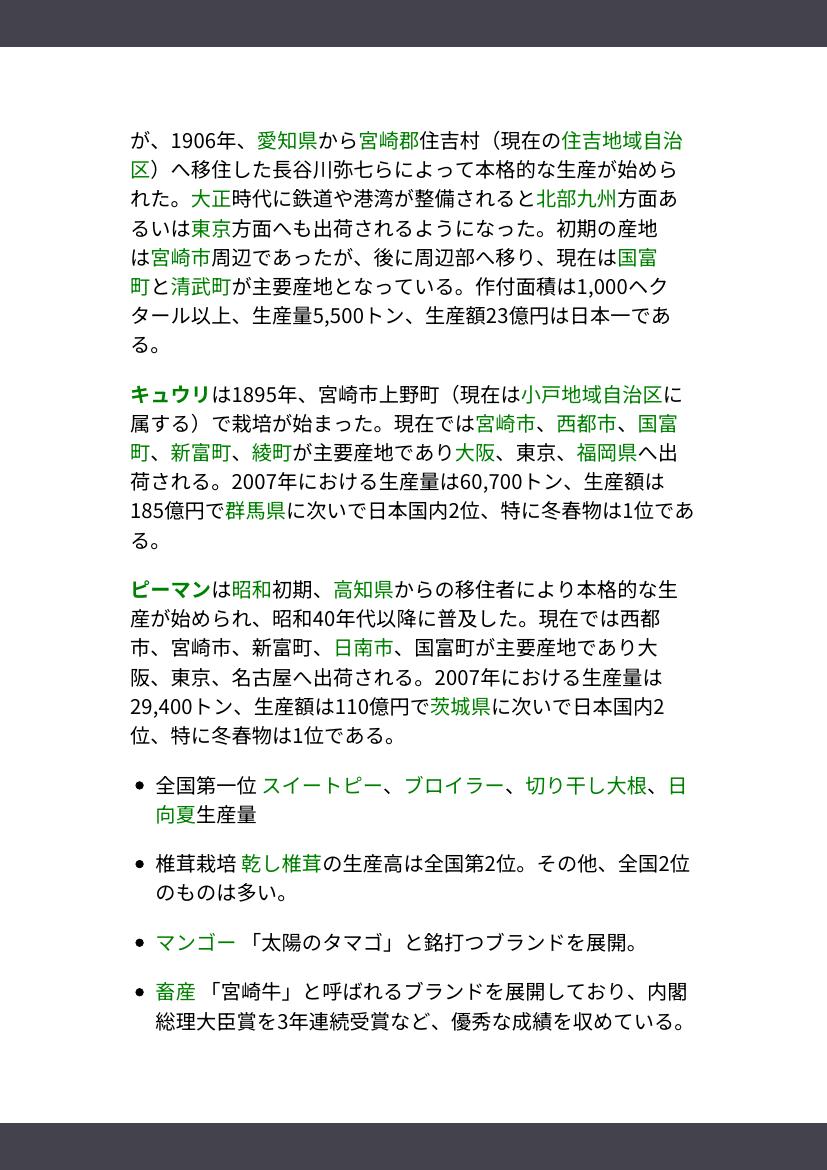 が、1906年、愛知県から宮崎郡住吉村（現在の住吉地域自治
区）へ移住した長谷川弥七らによって本格的な生産が始めら
れた。大正時代に鉄道や港湾が整備されると北部九州方面あ
るいは東京方面へも出荷されるようになった。初期の産地
は宮崎市周辺であったが、後に周辺部へ移り、現在は国富
町と清武町が主要産地となっている。作付面積は1,000ヘク
タール以上、生産量5,500トン、生産額23億円は日本一であ
る。
キュウリは1895年、宮崎市上野町（現在は小戸地域自治区に
属する）で栽培が始まった。現在では宮崎市、西都市、国富
町、新富町、綾町が主要産地であり大阪、東京、福岡県へ出
荷される。2007年における生産量は60,700トン、生産額は
185億円で群馬県に次いで日本国内2位、特に冬春物は1位であ
る。
ピーマンは昭和初期、高知県からの移住者により本格的な生
産が始められ、昭和40年代以降に普及した。現在では西都
市、宮崎市、新富町、日南市、国富町が主要産地であり大
阪、東京、名古屋へ出荷される。2007年における生産量は
29,400トン、生産額は110億円で茨城県に次いで日本国内2
位、特に冬春物は1位である。
• 全国第一位 スイートピー、ブロイラー、切り干し大根、日
向夏生産量
• 椎茸栽培 乾し椎茸の生産高は全国第2位。その他、全国2位
のものは多い。
• マンゴー 「太陽のタマゴ」と銘打つブランドを展開。
• 畜産 「宮崎牛」と呼ばれるブランドを展開しており、内閣
総理大臣賞を3年連続受賞など、優秀な成績を収めている。